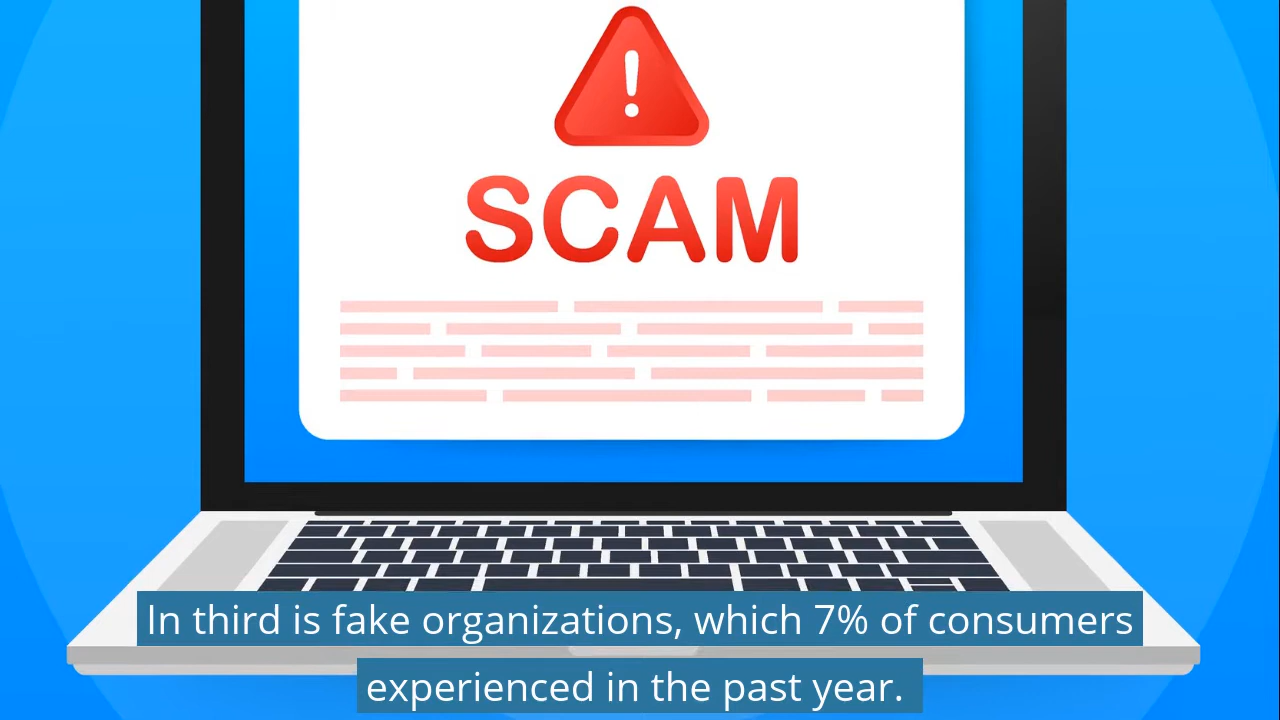 !
SCAM
In third is fake organizations, which 7% of consumers
experienced in the past year.